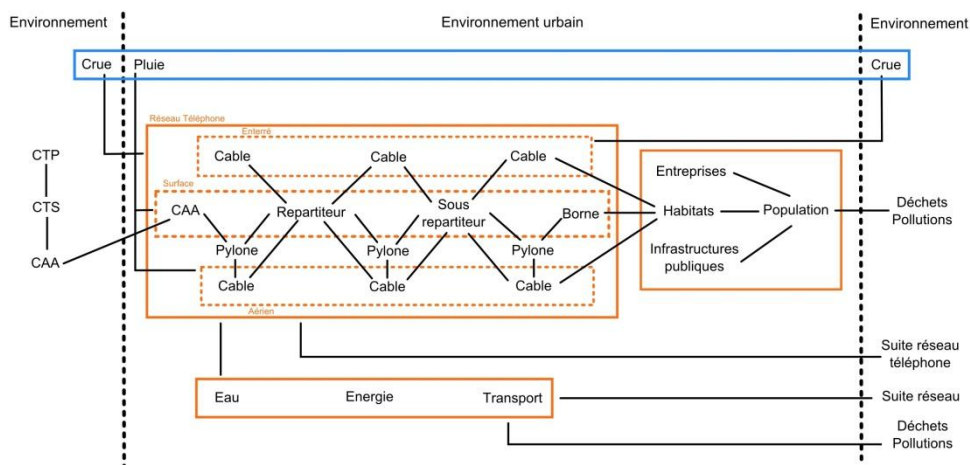 Environnement
Environnement urbain
Environnement
Crue
Pluie
Crue
Réseau Téléphone
Enterré
Cable
Cable
Cable
CTP
CTS
CAA
Surface
CAA
Repartiteur
Sous
repartiteur
Borne
Pylone
Pylone
Pylone
Cable
Cable
Cable
Aérien
Entreprises
Habitats
Population
Infrastructures
publiques
Déchets
Pollutions
Suite réseau
téléphone
Eau
Energie
Transport
Suite réseau
Déchets
Pollutions